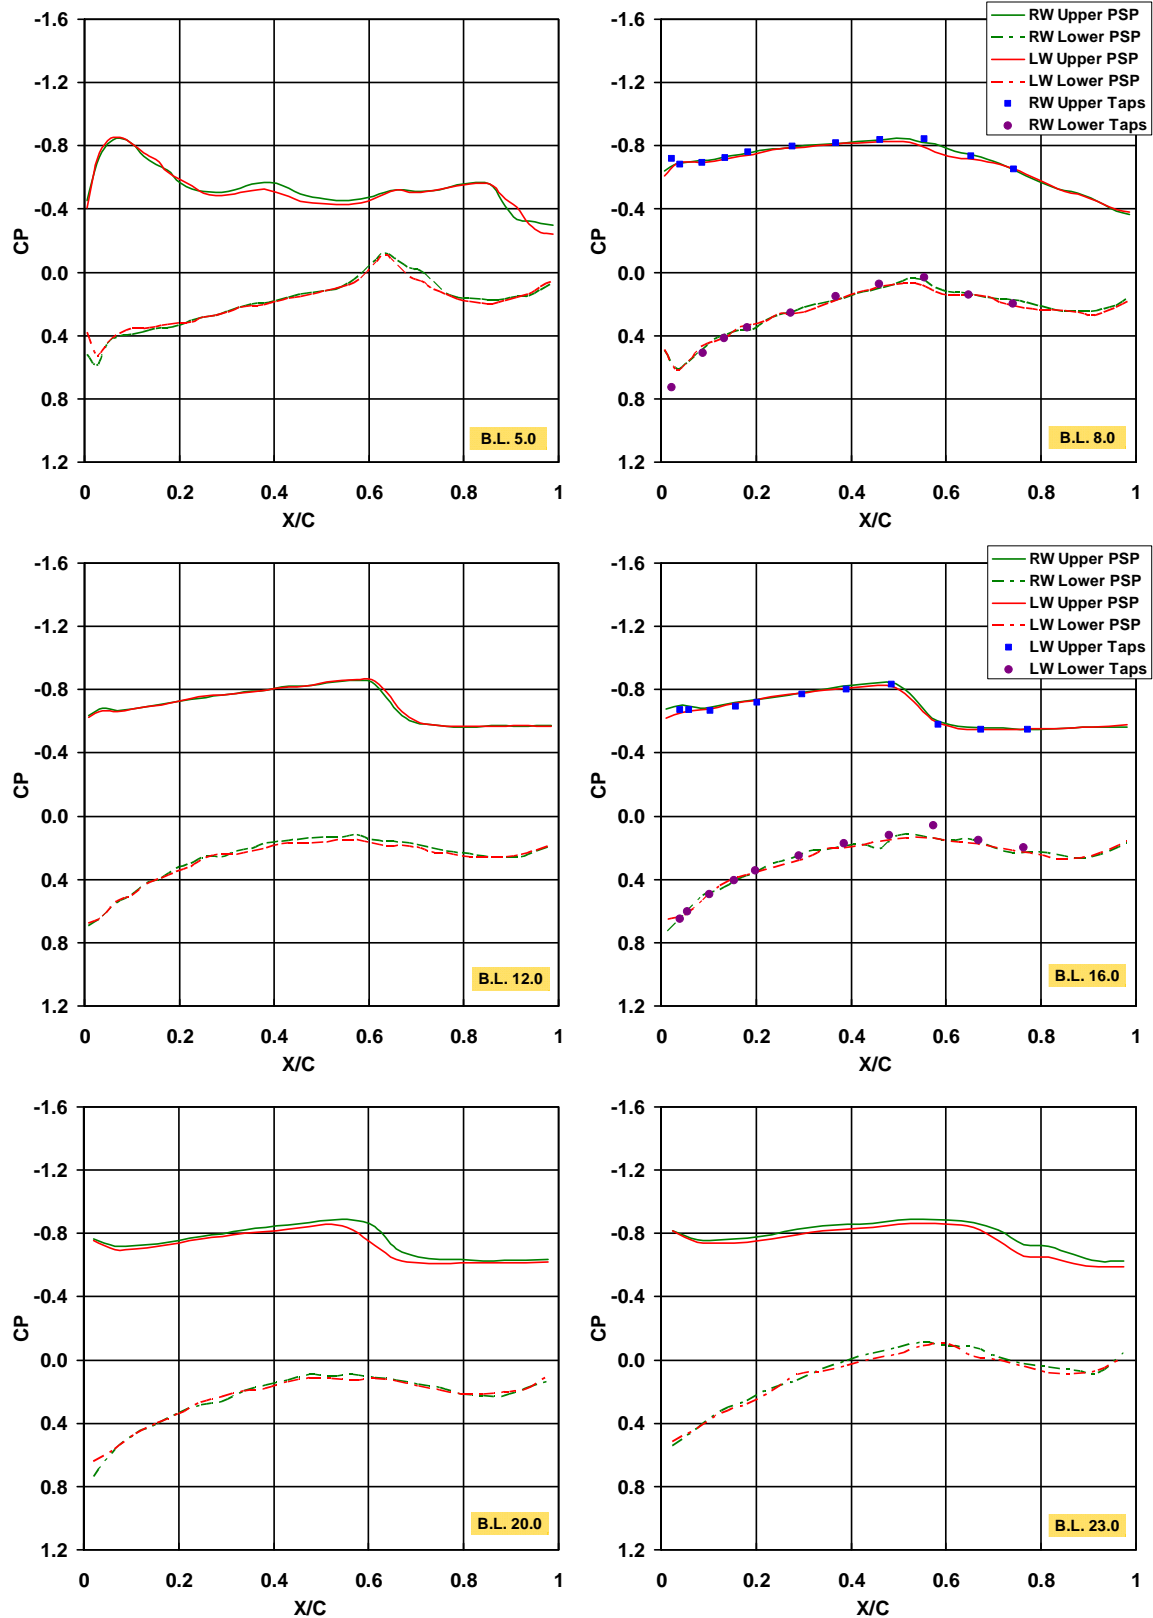 -1.6
-1.2
-0.8
-0.4
0.0
0.4
0.8
1.2
CP
0 0.2 0.4 0.6 0.8 1
X/C
B.L. 5.0
-1.6
-1.2
-0.8
-0.4
0.0
0.4
0.8
1.2
CP
0 0.2 0.4 0.6 0.8 1
X/C
RW Upper PSP
RW Lower PSP
LW Upper PSP
LW Lower PSP
RW Upper Taps
RW Lower Taps
B.L. 8.0
-1.6
-1.2
-0.8
-0.4
0.0
0.4
0.8
1.2
CP
0 0.2 0.4 0.6 0.8 1
X/C
B.L. 12.0
-1.6
-1.2
-0.8
-0.4
0.0
0.4
0.8
1.2
CP
0 0.2 0.4 0.6 0.8 1
X/C
RW Upper PSP
RW Lower PSP
LW Upper PSP
LW Lower PSP
LW Upper Taps
LW Lower Taps
B.L. 16.0
-1.6
-1.2
-0.8
-0.4
0.0
0.4
0.8
1.2
CP
0 0.2 0.4 0.6 0.8 1
X/C
B.L. 20.0
-1.6
-1.2
-0.8
-0.4
0.0
0.4
0.8
1.2
CP
0 0.2 0.4 0.6 0.8 1
X/C
B.L. 23.0